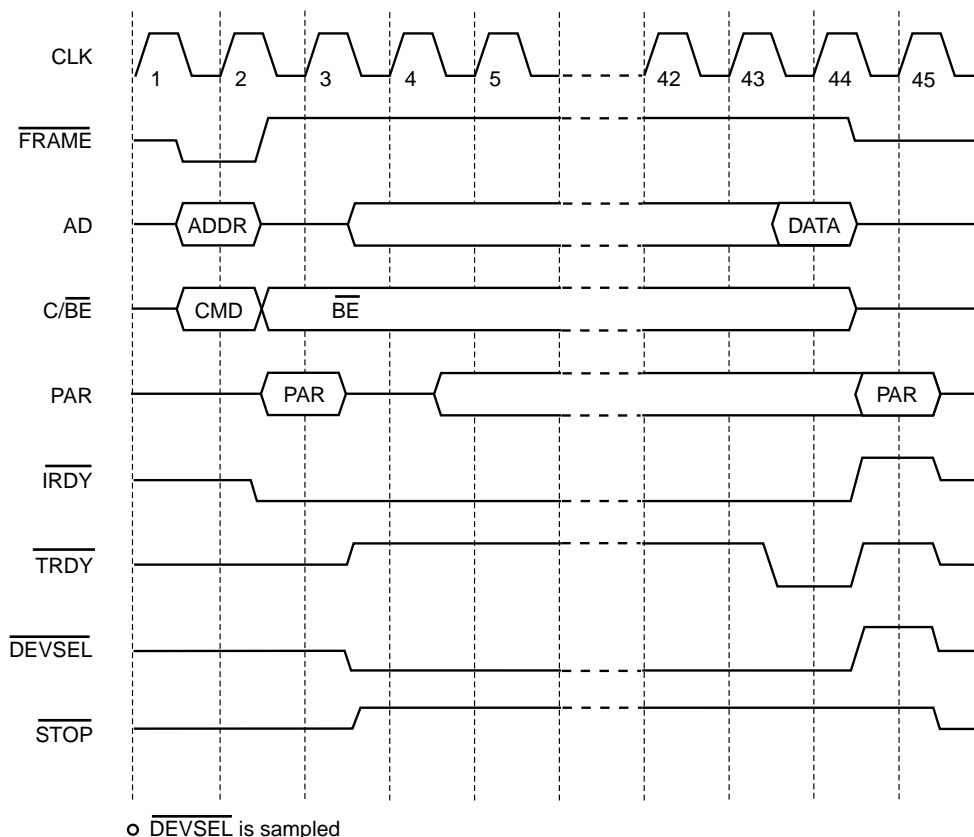 CLK
1 2 3 4 5 42 43 44 45
FRAME
AD ADDR DATA
C/BE CMD BE
PAR PAR PAR
IRDY
TRDY
DEVSEL
STOP
DEVSEL is sampled